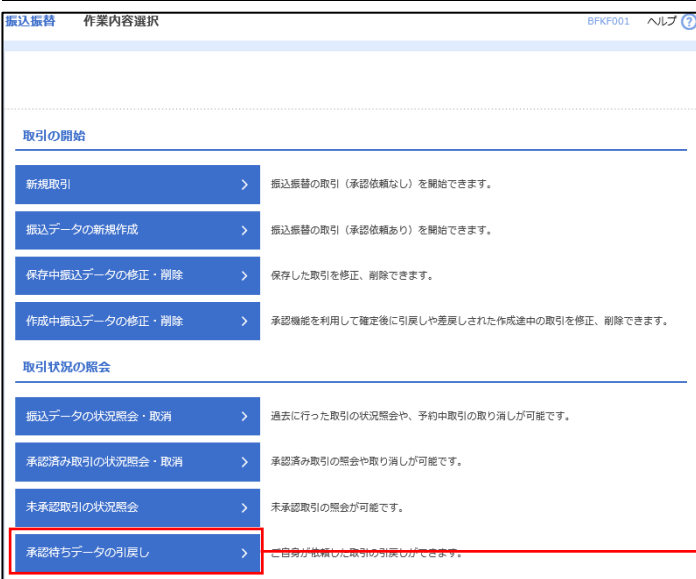 振込振替 作業内容選択 BFKF001 ヘルプ ?
取引の開始
新規取引 振込振替の取引（承認依頼なし）を開始できます。
振込データの新規作成 振込振替の取引（承認依頼あり）を開始できます。
保存中振込データの修正・削除 保存した取引を修正、削除できます。
作成中振込データの修正・削除 承認機能を利用して確定後に引戻しや差戻しされた作成途中の取引を修正、削除できます。
取引状況の照会
振込データの状況照会・取消 過去に行った取引の状況照会や、予約中取引の取り消しが可能です。
承認済み取引の状況照会・取消 承認済み取引の照会や取り消しが可能です。
未承認取引の状況照会 未承認取引の照会が可能です。
承認待ちデータの引戻し ご自身が依頼した取引の引戻しができます。